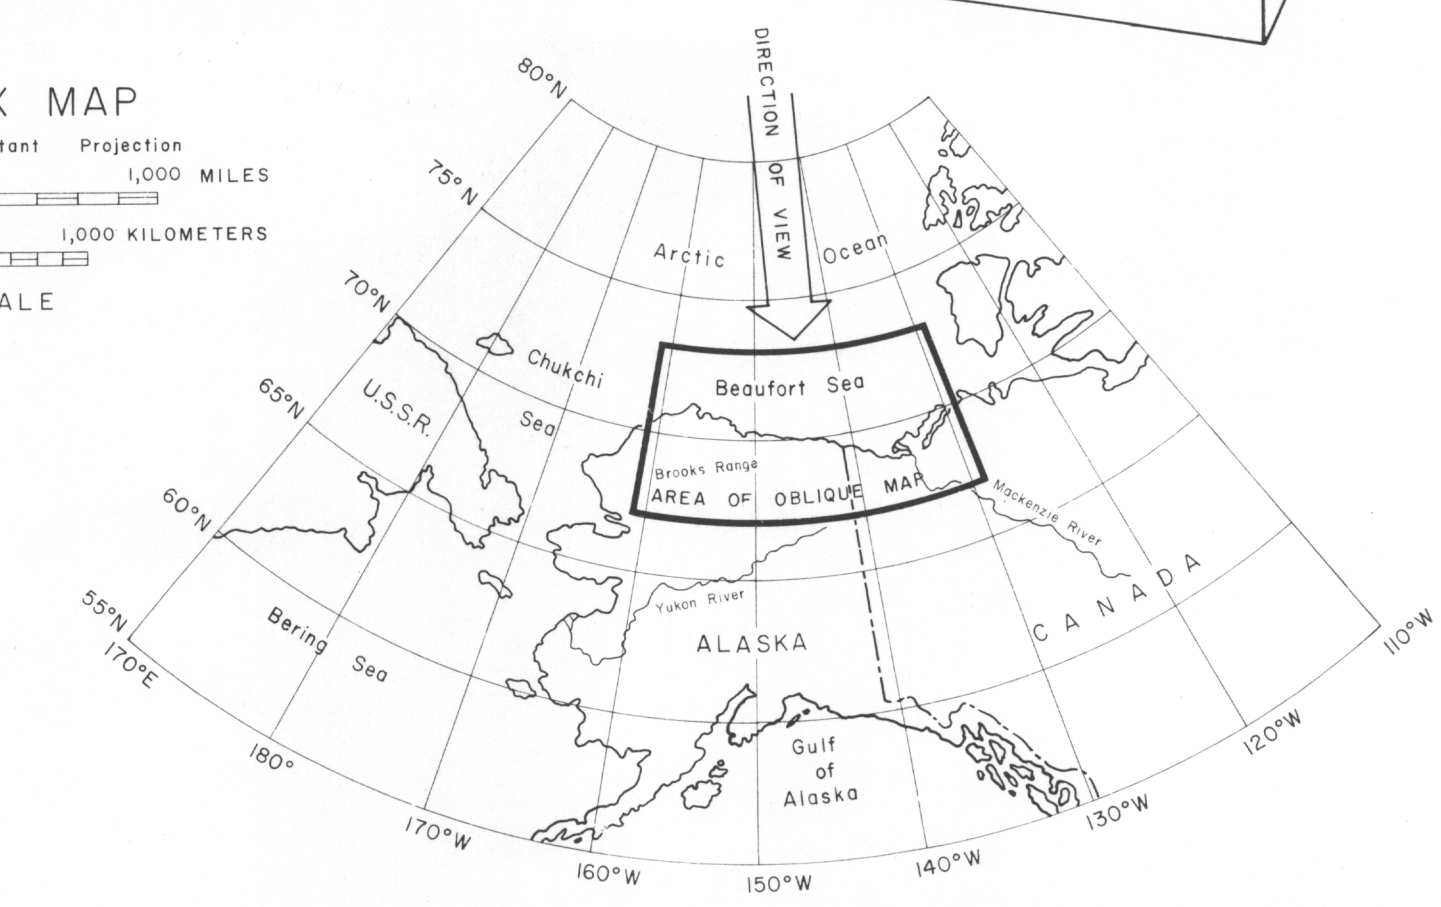 X MAP
tant Projection
1,000 MILES
1,000 KILOMETERS
ALE
DIRECTION OF VIEW
80°N
75°N
70°N
65°N
60°N
55°N
170°E
180°
170°W
160°W
150°W
140°W
130°W
120°W
110°W
Arctic Ocean
Chukchi
Sea
U.S.S.R.
Beaufort Sea
Brooks Range
AREA OF OBLIQUE MAP
Mackenzie River
Yukon River
ALASKA
CANADA
Bering Sea
Gulf
of
Alaska